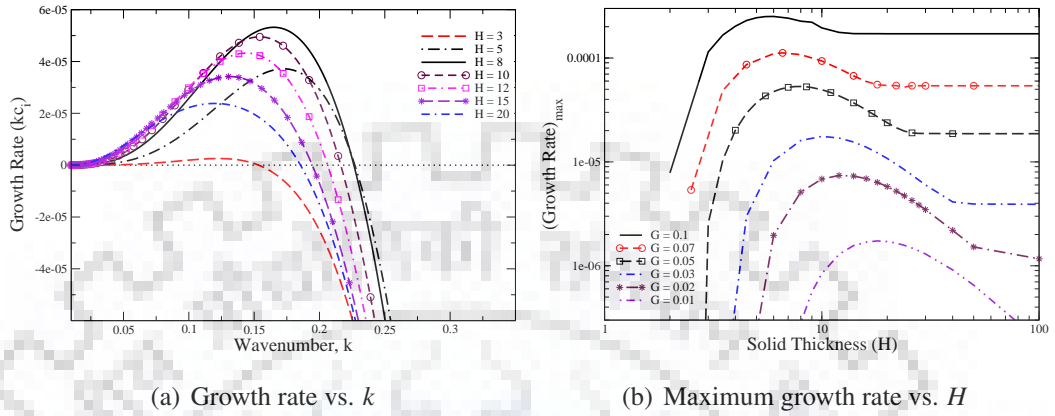 6e-05
4e-05
2e-05
0
-2e-05
-4e-05
Growth Rate (kc_i)
H = 3
H = 5
H = 8
H = 10
H = 12
H = 15
H = 20
0.05 0.1 0.15 0.2 0.25 0.3
Wavenumber, k
(a) Growth rate vs. k
0.0001
1e-05
1e-06
(Growth Rate)_max
G = 0.1
G = 0.07
G = 0.05
G = 0.03
G = 0.02
G = 0.01
1 10 100
Solid Thickness (H)
(b) Maximum growth rate vs. H